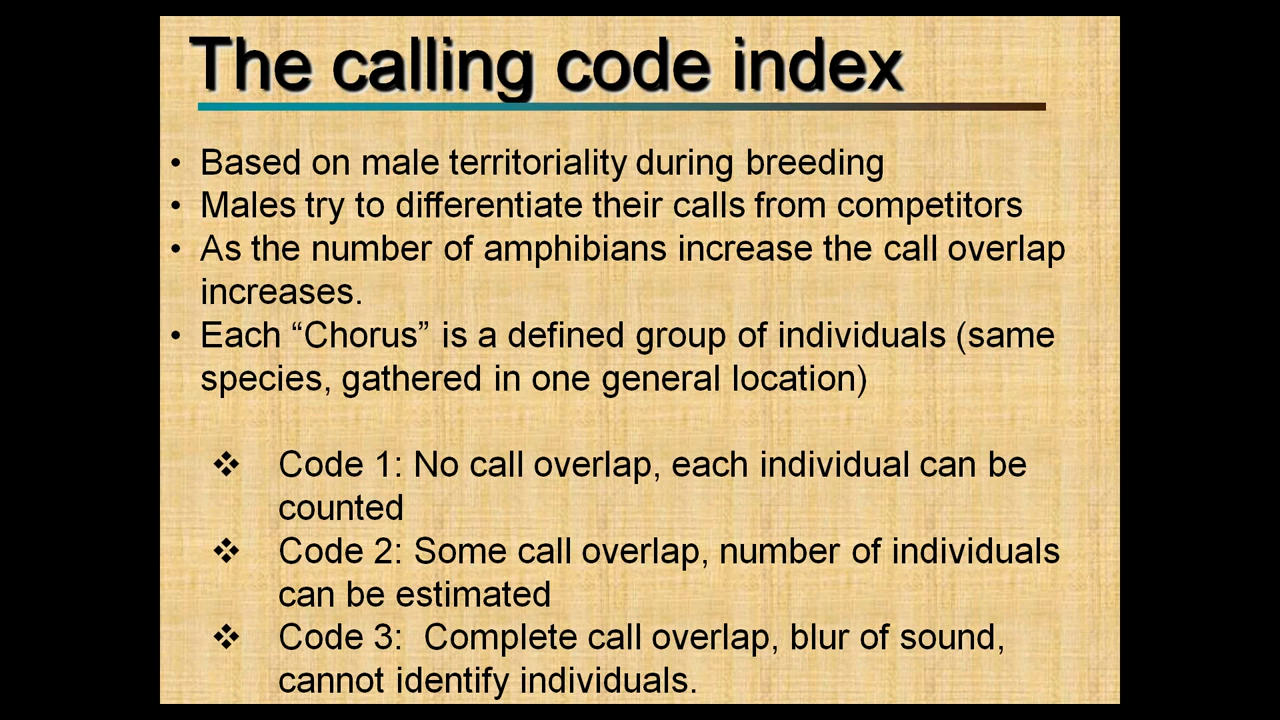 The calling code index
• Based on male territoriality during breeding
• Males try to differentiate their calls from competitors
• As the number of amphibians increase the call overlap
increases.
• Each “Chorus” is a defined group of individuals (same
species, gathered in one general location)
❖ Code 1: No call overlap, each individual can be
counted
❖ Code 2: Some call overlap, number of individuals
can be estimated
❖ Code 3:  Complete call overlap, blur of sound,
cannot identify individuals.